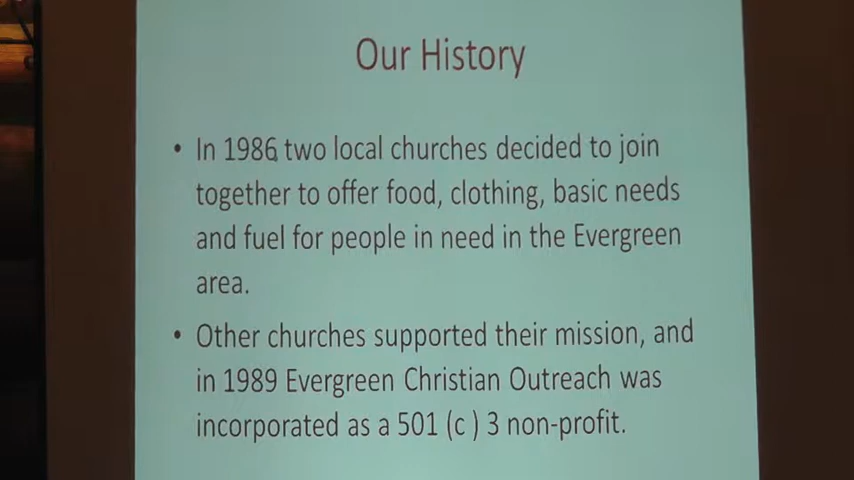 Our History
• In 1986 two local churches decided to join
together to offer food, clothing, basic needs
and fuel for people in need in the Evergreen
area.
• Other churches supported their mission, and
in 1989 Evergreen Christian Outreach was
incorporated as a 501 (c ) 3 non-profit.